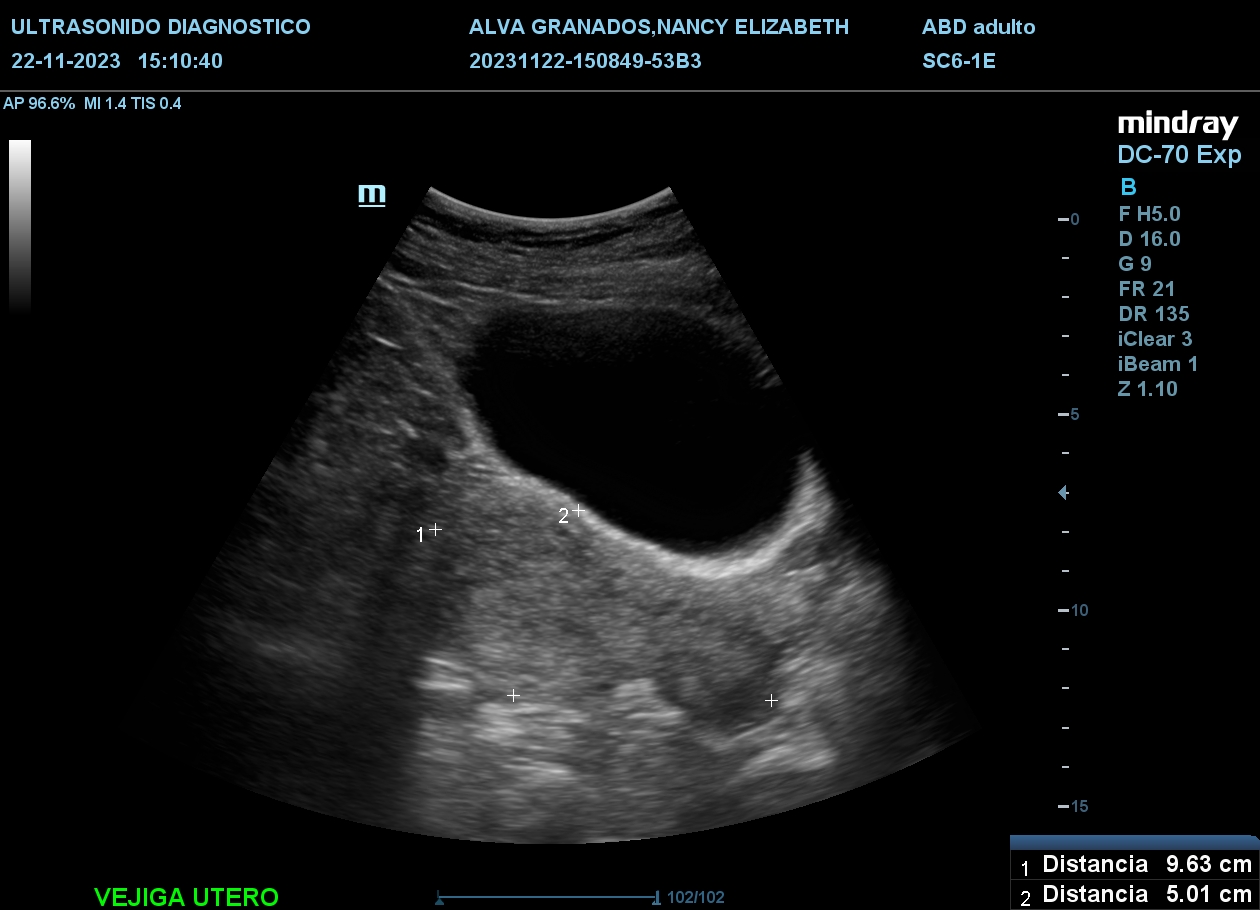 ULTRASONIDO DIAGNOSTICO
ALVA GRANADOS,NANCY ELIZABETH
ABD adulto
22-11-2023 15:10:40
20231122-150849-53B3
SC6-1E
AP 96.6% MI 1.4 TIS 0.4
mindray
DC-70 Exp
m
B
F H5.0
D 16.0
G 9
FR 21
DR 135
iClear 3
iBeam 1
Z 1.10
0
5
10
15
1
2
1 Distancia 9.63 cm
2 Distancia 5.01 cm
VEJIGA UTERO
102/102